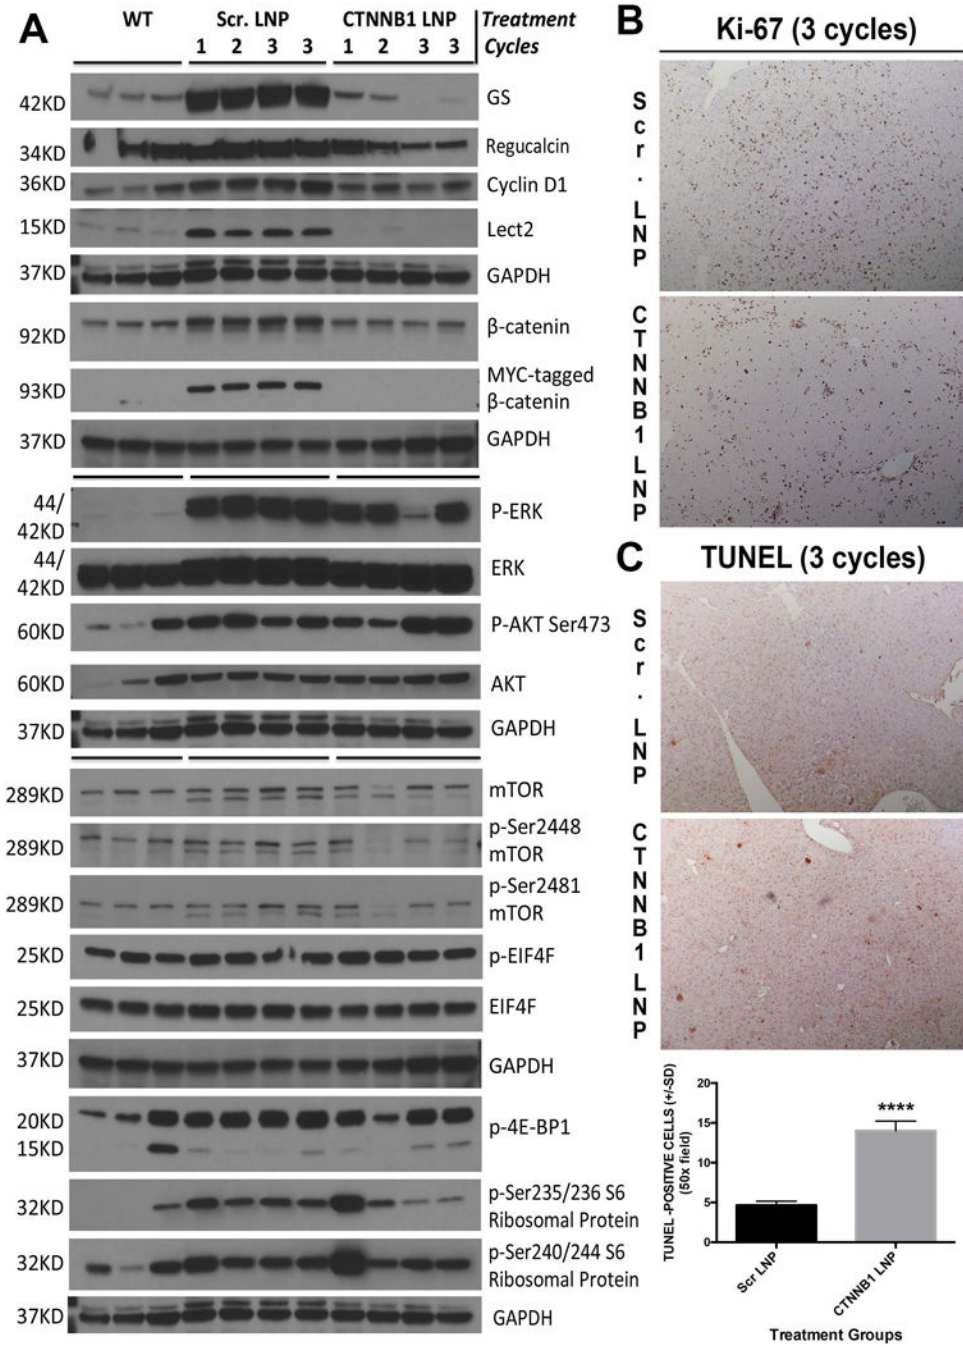 A
WT
Scr. LNP
CTNNB1 LNP
Treatment
1 2 3 3
1 2 3 3
Cycles
42KD
GS
34KD
Regucalcin
36KD
Cyclin D1
15KD
Lect2
37KD
GAPDH
92KD
β-catenin
93KD
MYC-tagged
β-catenin
37KD
GAPDH
44/
42KD
P-ERK
44/
42KD
ERK
60KD
P-AKT Ser473
60KD
AKT
37KD
GAPDH
289KD
mTOR
289KD
p-Ser2448
mTOR
289KD
p-Ser2481
mTOR
25KD
p-EIF4F
25KD
EIF4F
37KD
GAPDH
20KD
15KD
p-4E-BP1
32KD
p-Ser235/236 S6
Ribosomal Protein
32KD
p-Ser240/244 S6
Ribosomal Protein
37KD
GAPDH
B
Ki-67 (3 cycles)
Scr. LNP
CTNNB1 LNP
C
TUNEL (3 cycles)
Scr. LNP
CTNNB1 LNP
TUNEL -POSITIVE CELLS (+/-SD)
(50x field)
20
15
10
5
0
****
Scr LNP
CTNNB1 LNP
Treatment Groups